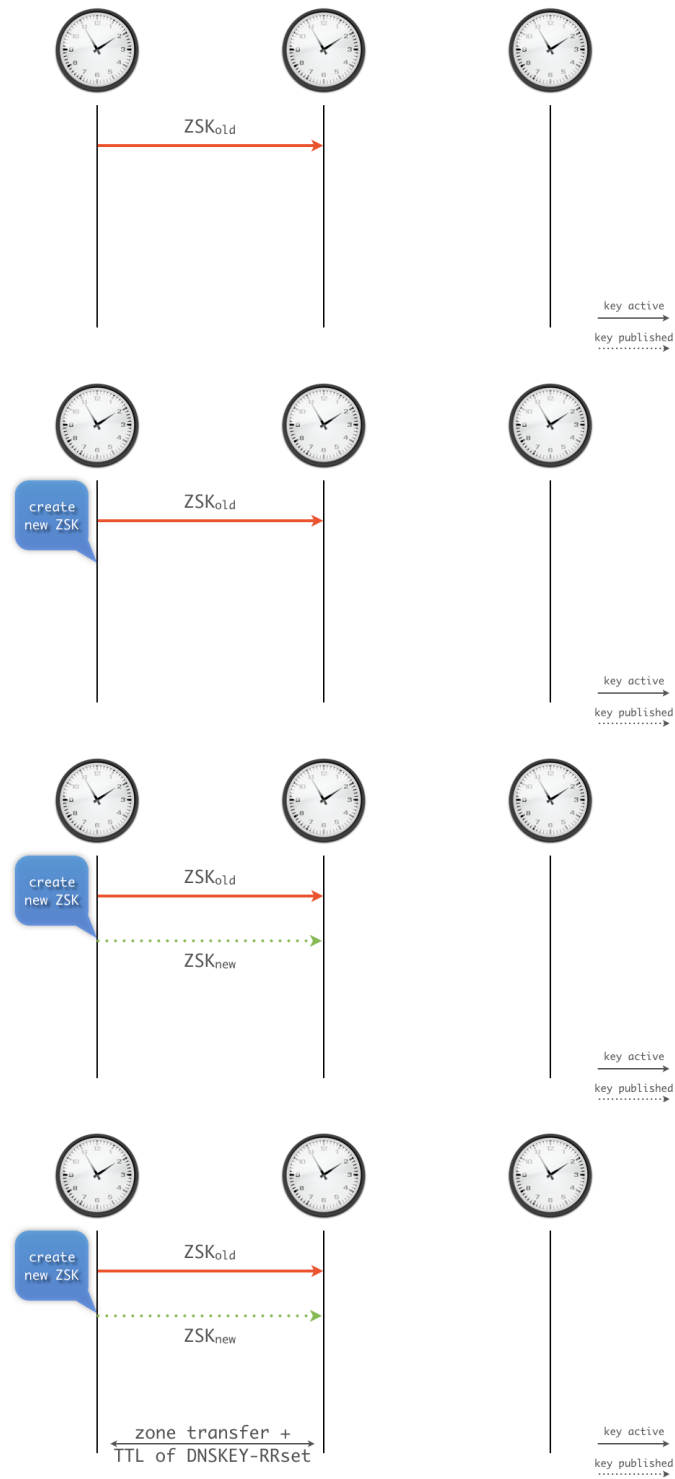 ZSKold
key active
key published
create
new ZSK
ZSKold
key active
key published
create
new ZSK
ZSKold
ZSKnew
key active
key published
create
new ZSK
ZSKold
ZSKnew
zone transfer +
TTL of DNSKEY-RRset
key active
key published